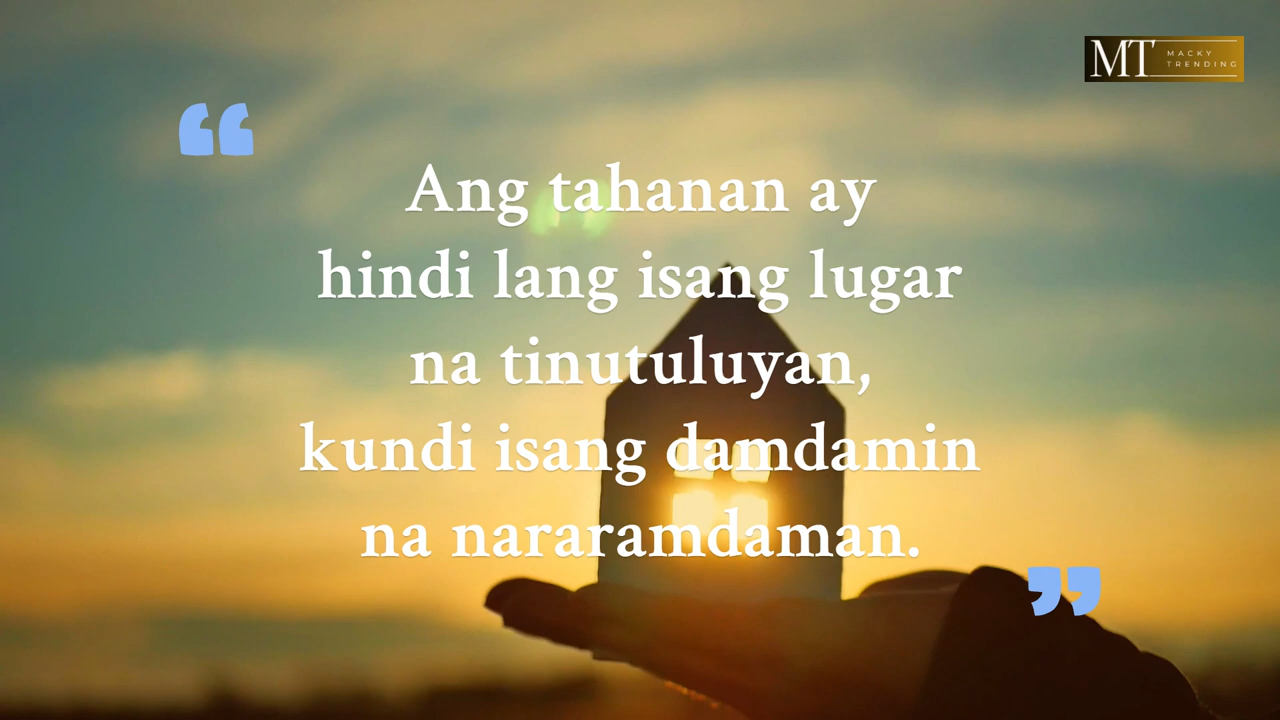 MT MACKY
TRENDING
“
Ang tahanan ay
hindi lang isang lugar
na tinutuluyan,
kundi isang damdamin
na nararamdaman.
”